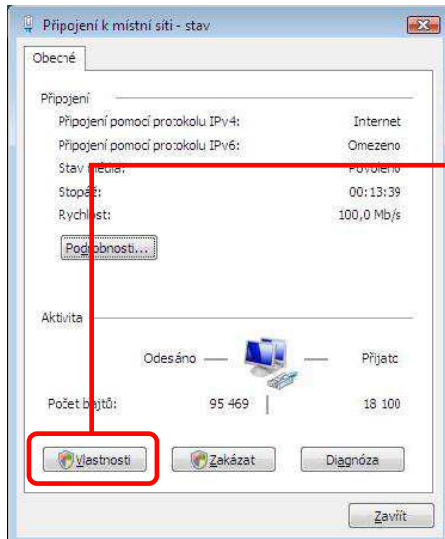 Připojení k místní síti - stav
Obecné
Připojení
Připojení pomocí protokolu IPv4: Internet
Připojení pomocí protokolu IPv6: Omezeno
Stav média: Povoleno
Stopáž: 00:13:39
Rychlost: 100,0 Mb/s
Podrobnosti...
Aktivita
Odesáno — Přijato
Počet bajtů: 95 469 | 18 100
Vlastnosti Zakázat Diagnóza
Zavřít